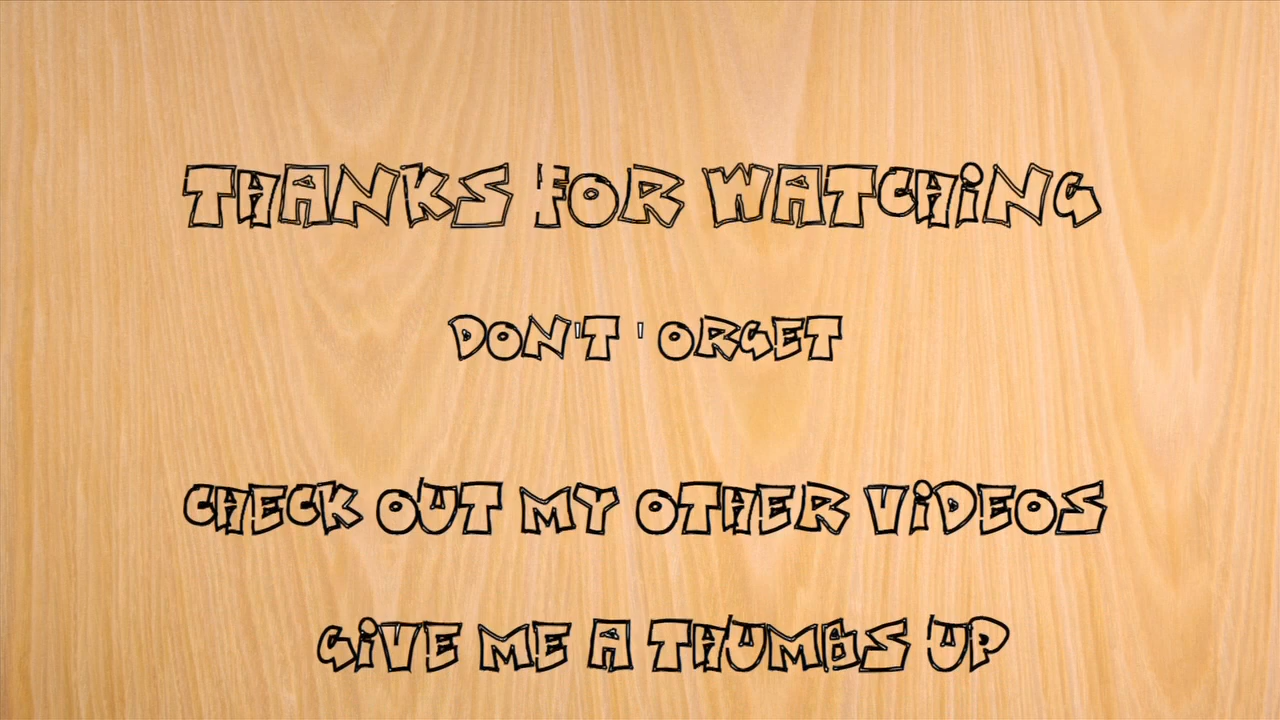 THANKS FOR WATCHING
DON'T 'ORGET
CHECK OUT MY OTHER VIDEOS
GIVE ME A THUMBS UP